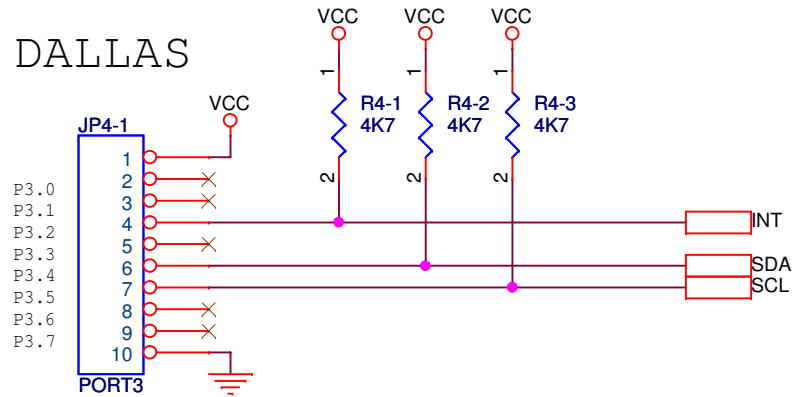 DALLAS
VCC VCC VCC
VCC
JP4-1
1 1 1
R4-1 R4-2 R4-3
4K7 4K7 4K7
2 2 2
1
2
P3.0
3
P3.1
4
P3.2
INT
5
P3.3
6
SDA
P3.4
7
SCL
P3.5
8
P3.6
9
P3.7
10
PORT3